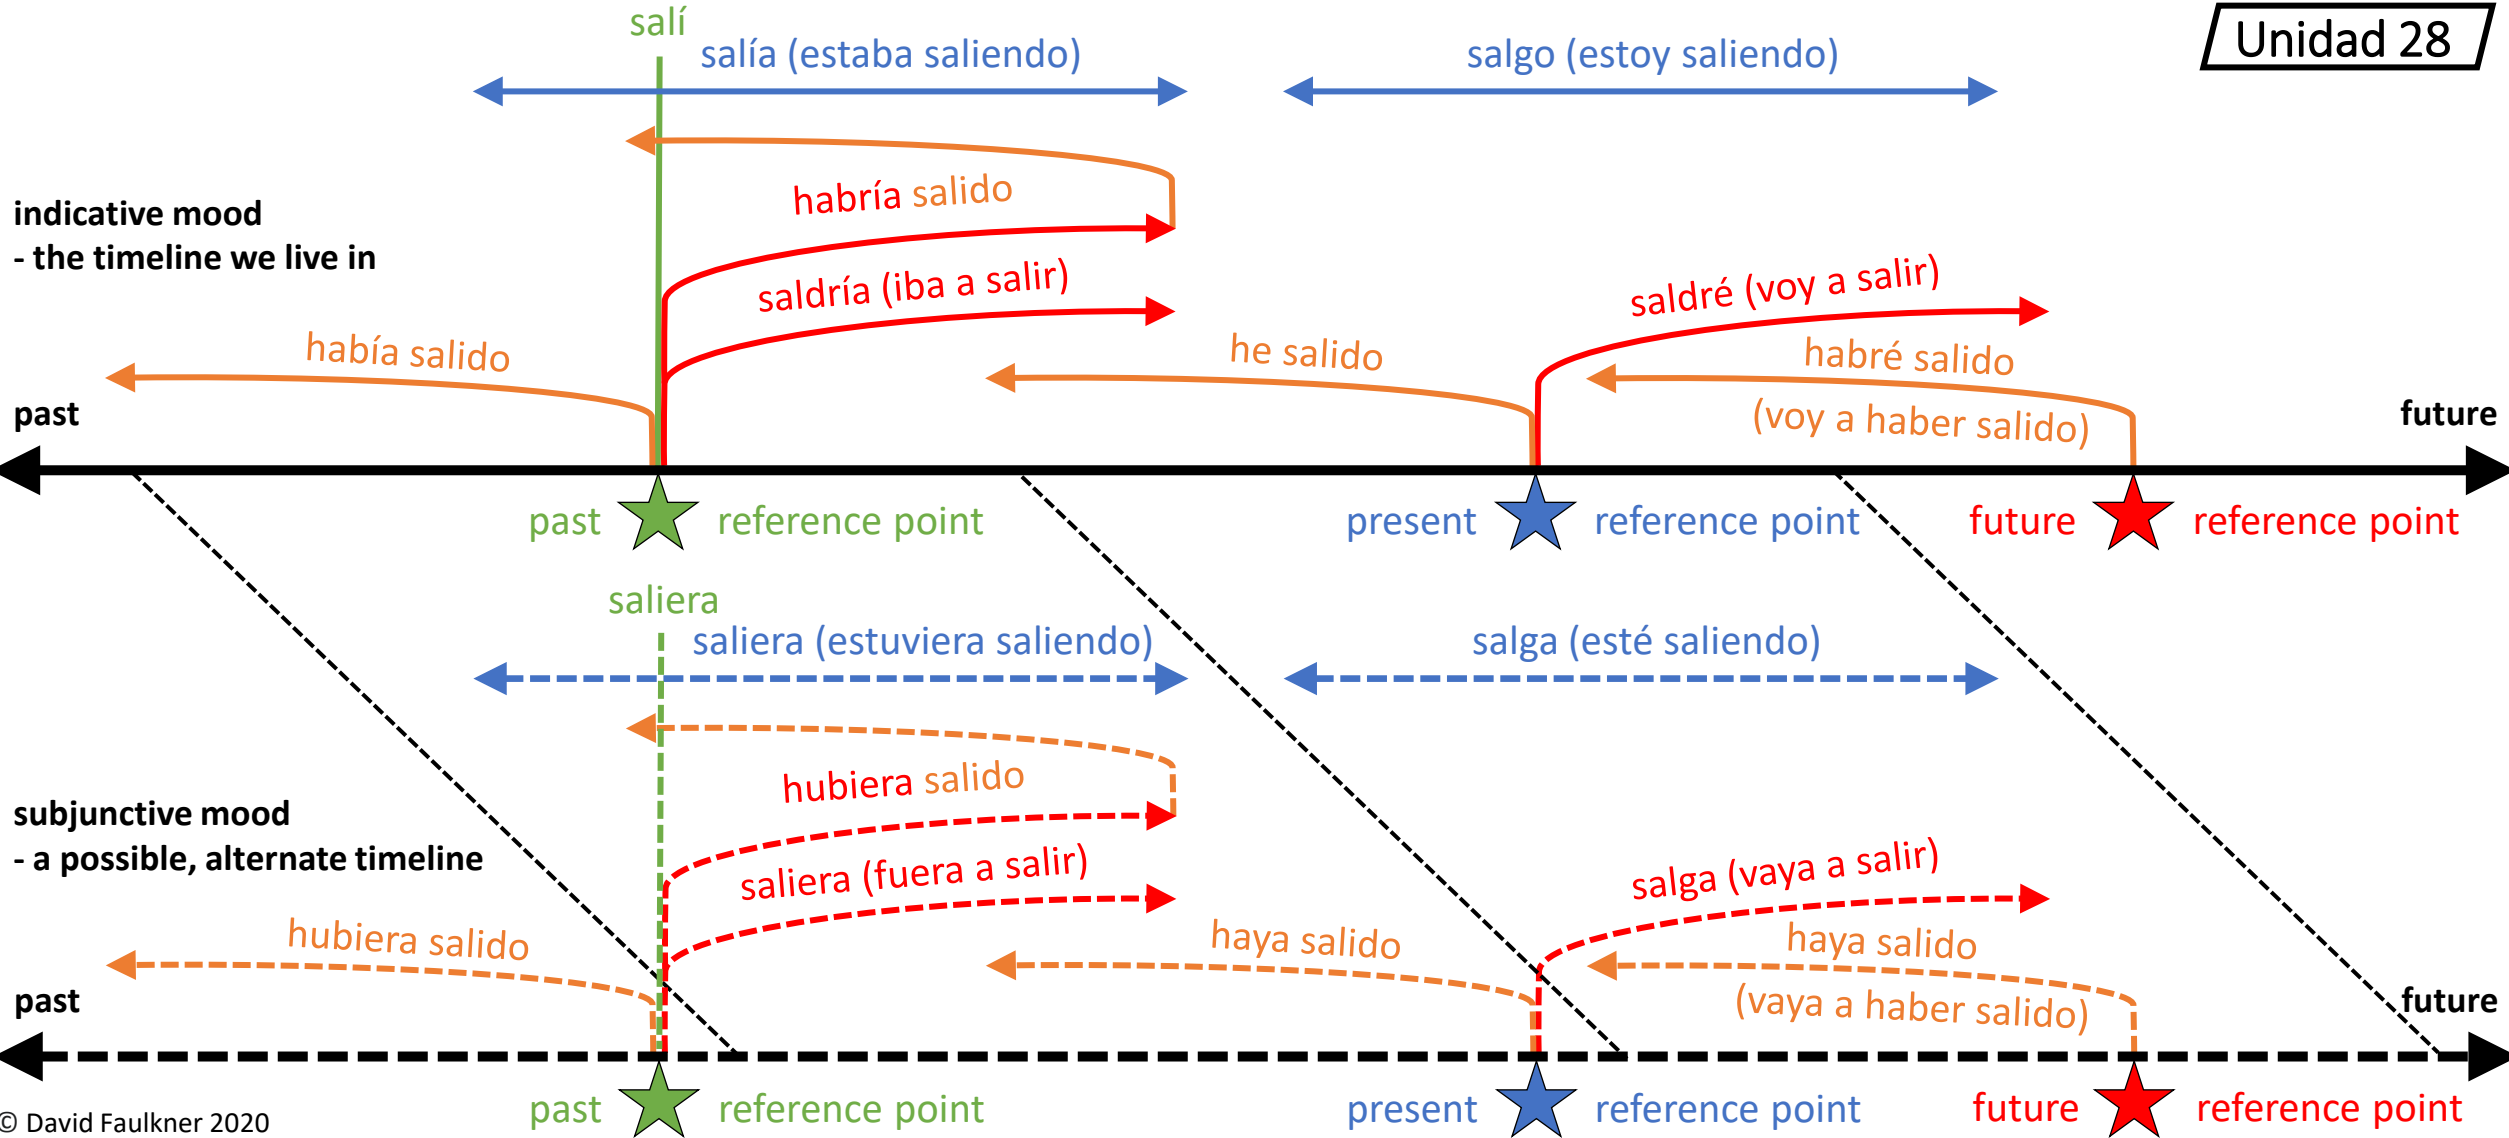 Unidad 28
salí
salía (estaba saliendo)
salgo (estoy saliendo)
indicative mood
- the timeline we live in
habría salido
saldría (iba a salir)
saldré (voy a salir)
había salido
he salido
habré salido
(voy a haber salido)
past
future
past reference point
present reference point
future reference point
saliera
saliera (estuviera saliendo)
salga (esté saliendo)
subjunctive mood
- a possible, alternate timeline
hubiera salido
saliera (fuera a salir)
salga (vaya a salir)
hubiera salido
haya salido
haya salido
(vaya a haber salido)
past
future
past reference point
present reference point
future reference point
© David Faulkner 2020